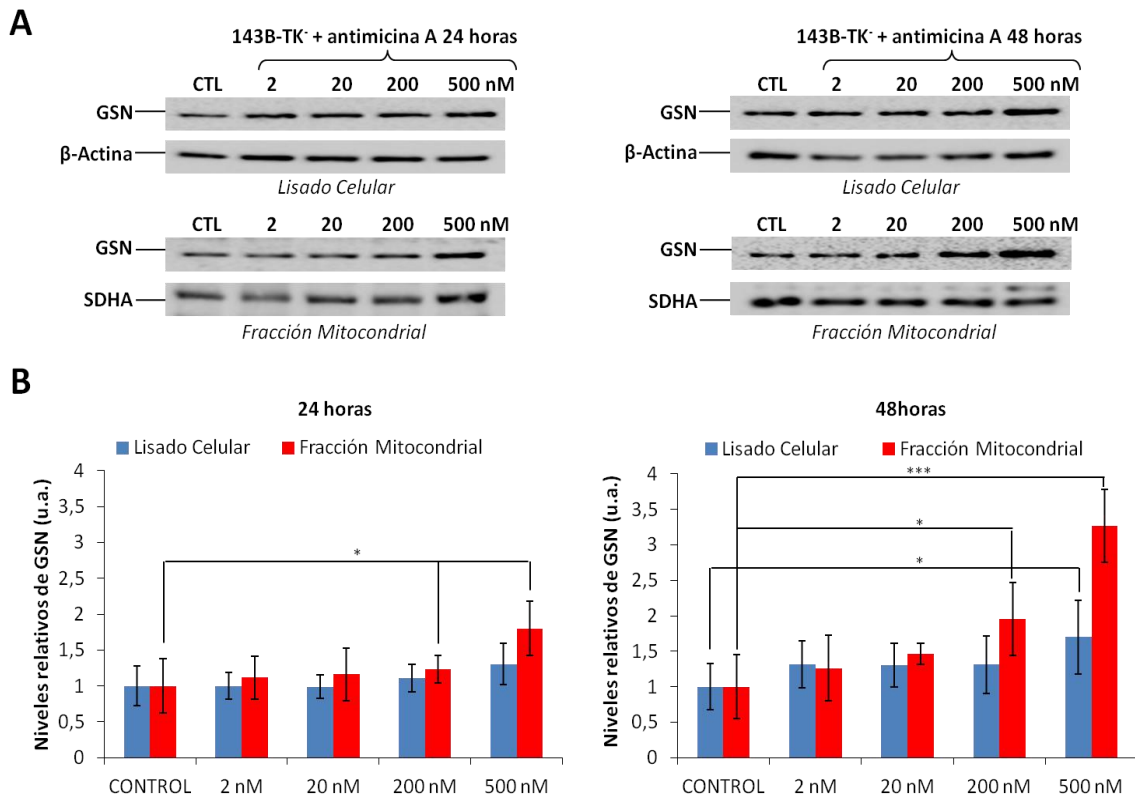 A
143B-TK- + antimicina A 24 horas
CTL 2 20 200 500 nM
GSN
β-Actina
Lisado Celular
CTL 2 20 200 500 nM
GSN
SDHA
Fracción Mitocondrial
143B-TK- + antimicina A 48 horas
CTL 2 20 200 500 nM
GSN
β-Actina
Lisado Celular
CTL 2 20 200 500 nM
GSN
SDHA
Fracción Mitocondrial
B
24 horas
Lisado Celular Fracción Mitocondrial
Niveles relativos de GSN (u.a.)
4
3,5
3
2,5
2
1,5
1
0,5
0
*
CONTROL 2 nM 20 nM 200 nM 500 nM
48horas
Lisado Celular Fracción Mitocondrial
Niveles relativos de GSN (u.a.)
4
3,5
3
2,5
2
1,5
1
0,5
0
***
*
*
CONTROL 2 nM 20 nM 200 nM 500 nM